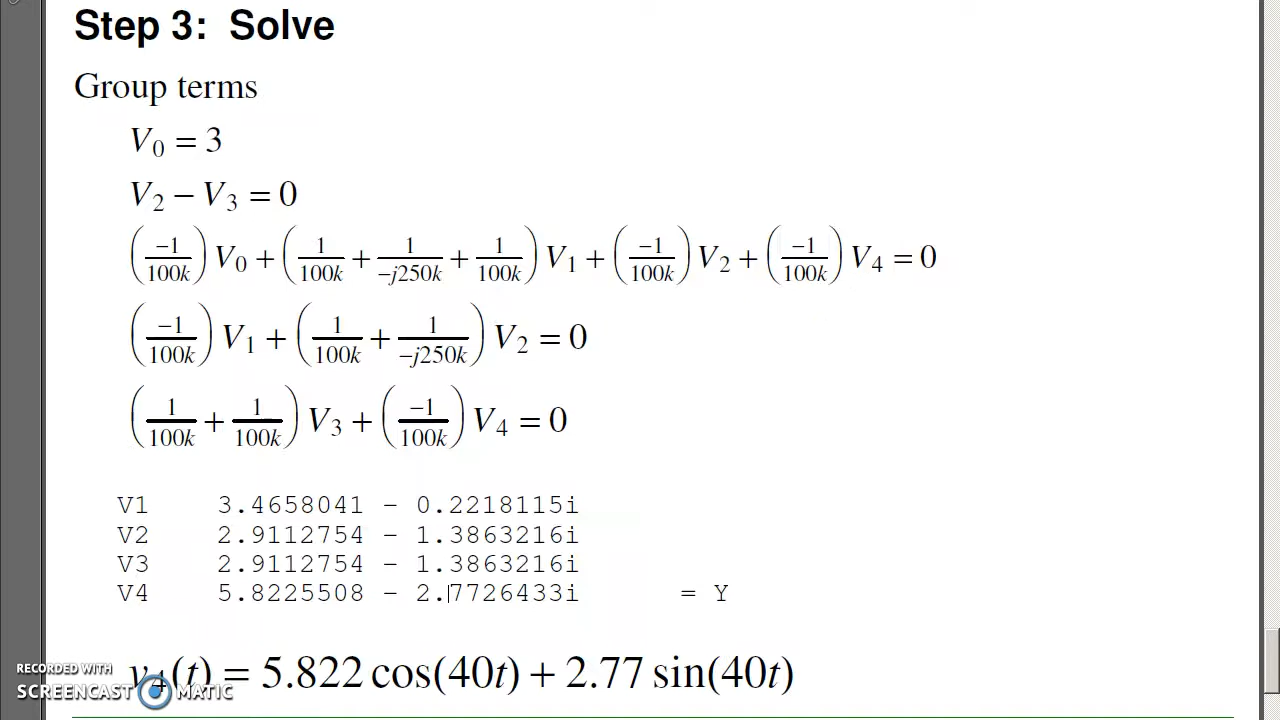 Step 3: Solve
Group terms
V₀ = 3
V₂ − V₃ = 0
(−1/100k) V₀ + (1/100k + 1/−j250k + 1/100k) V₁ + (−1/100k) V₂ + (−1/100k) V₄ = 0
(−1/100k) V₁ + (1/100k + 1/−j250k) V₂ = 0
(1/100k + 1/100k) V₃ + (−1/100k) V₄ = 0
V1 3.4658041 - 0.2218115i
V2 2.9112754 - 1.3863216i
V3 2.9112754 - 1.3863216i
V4 5.8225508 - 2.7726433i = Y
v₄(t) = 5.822 cos(40t) + 2.77 sin(40t)
RECORDED WITH
SCREENCAST MATIC